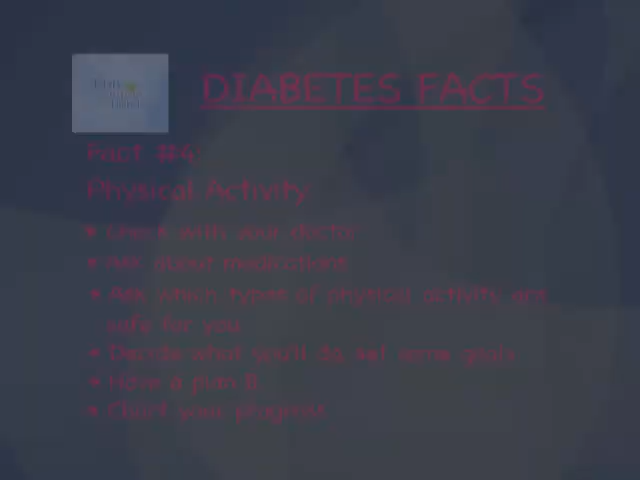 DIABETES FACTS
Fact #4:
Physical Activity
• Check with your doctor
• Ask about medications
• Ask which types of physical activity are
safe for you
• Decide what you'll do, set some goals
• Have a plan B
• Chart your progress